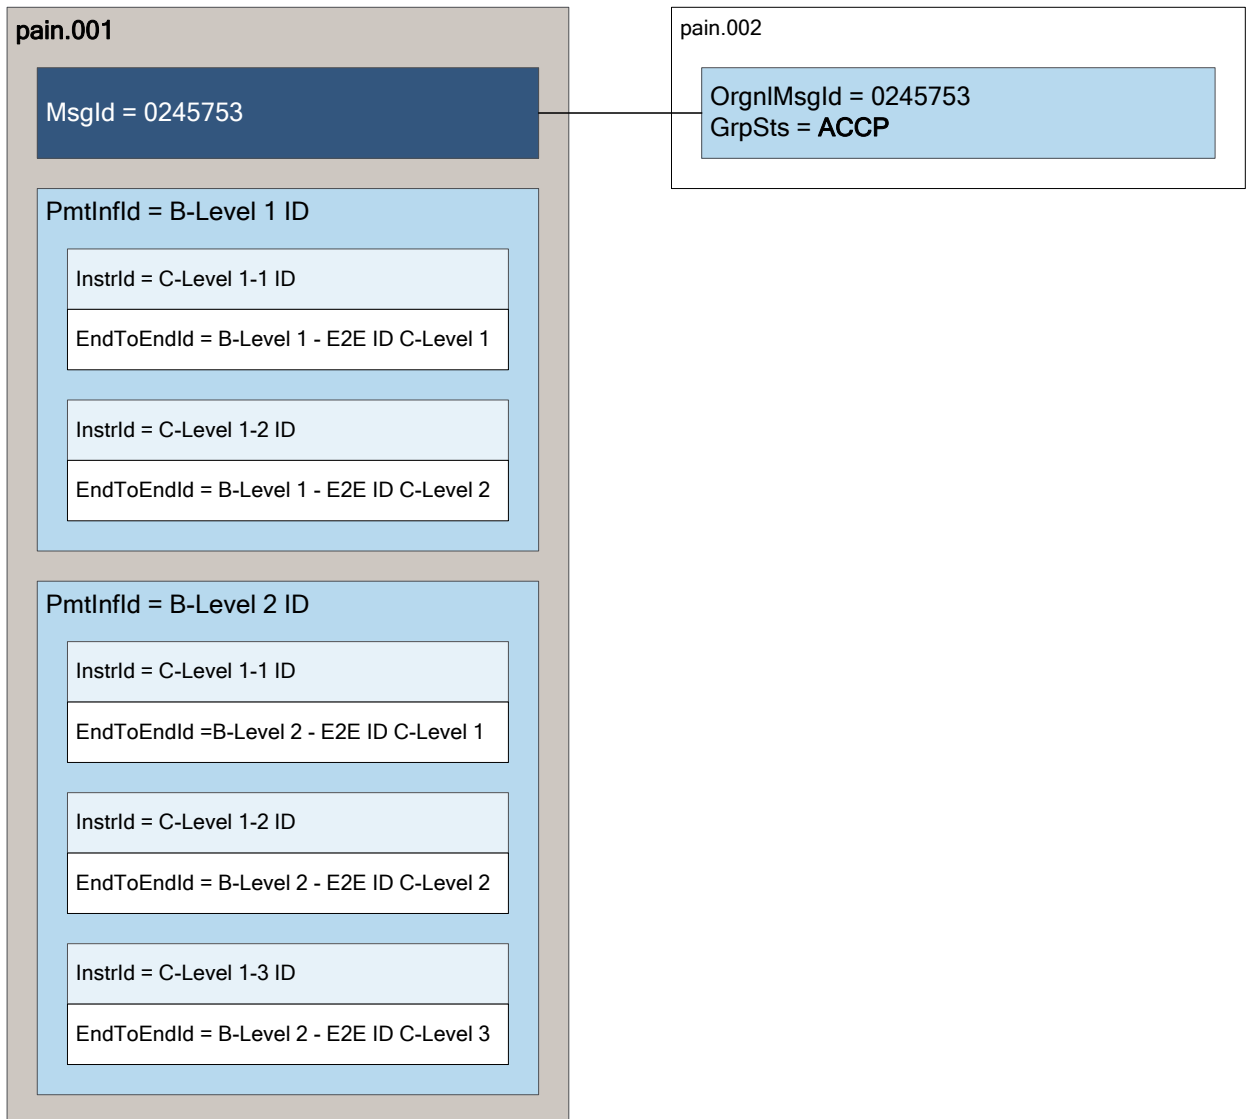 pain.001
MsgId = 0245753
PmtInfId = B-Level 1 ID
InstrId = C-Level 1-1 ID
EndToEndId = B-Level 1 - E2E ID C-Level 1
InstrId = C-Level 1-2 ID
EndToEndId = B-Level 1 - E2E ID C-Level 2
PmtInfId = B-Level 2 ID
InstrId = C-Level 1-1 ID
EndToEndId =B-Level 2 - E2E ID C-Level 1
InstrId = C-Level 1-2 ID
EndToEndId = B-Level 2 - E2E ID C-Level 2
InstrId = C-Level 1-3 ID
EndToEndId = B-Level 2 - E2E ID C-Level 3
pain.002
OrgnlMsgId = 0245753
GrpSts = ACCP